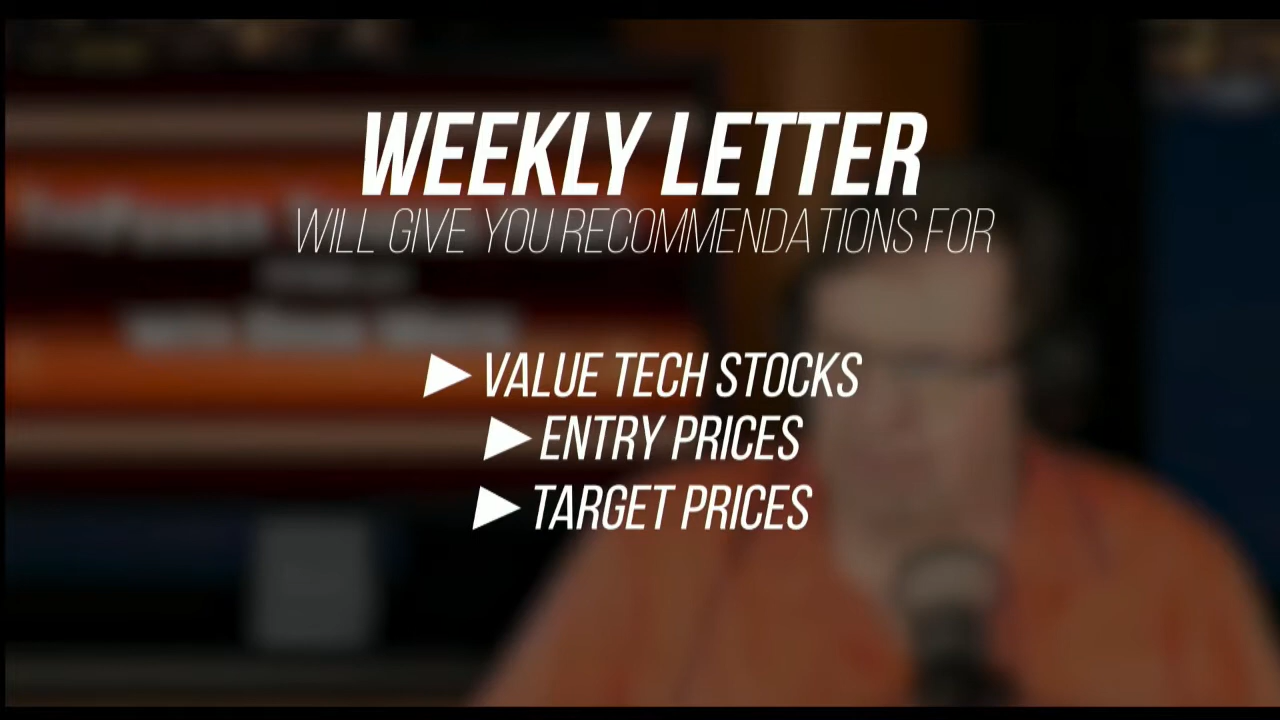 WEEKLY LETTER
WILL GIVE YOU RECOMMENDATIONS FOR
▶ VALUE TECH STOCKS
▶ ENTRY PRICES
▶ TARGET PRICES